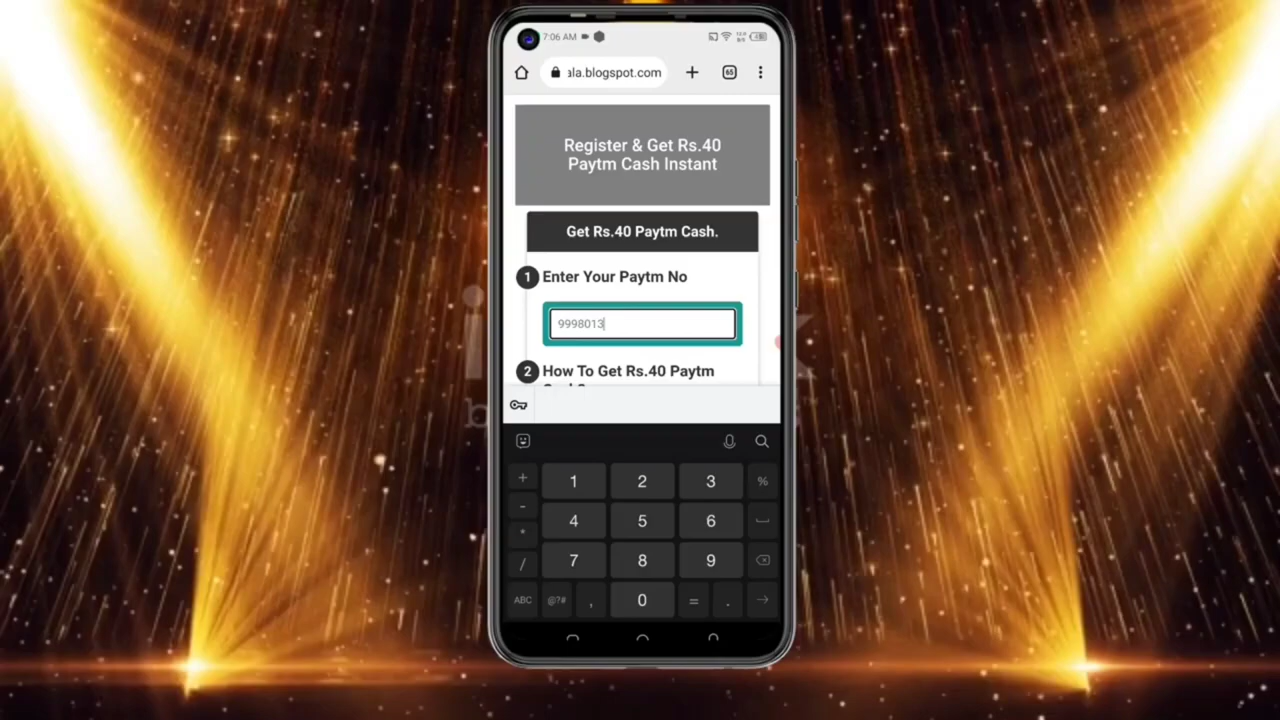 7:06 AM
ala.blogspot.com
65
Register & Get Rs.40
Paytm Cash Instant
Get Rs.40 Paytm Cash.
1 Enter Your Paytm No
9998013
2 How To Get Rs.40 Paytm
+ 1 2 3 %
- 4 5 6
* 7 8 9
/
ABC @?# , 0 = . →